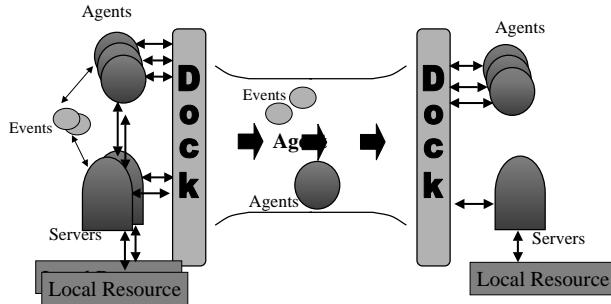 Agents
Events
Servers
Local Resource
Dock
Events
Agents
Dock
Agents
Servers
Local Resource